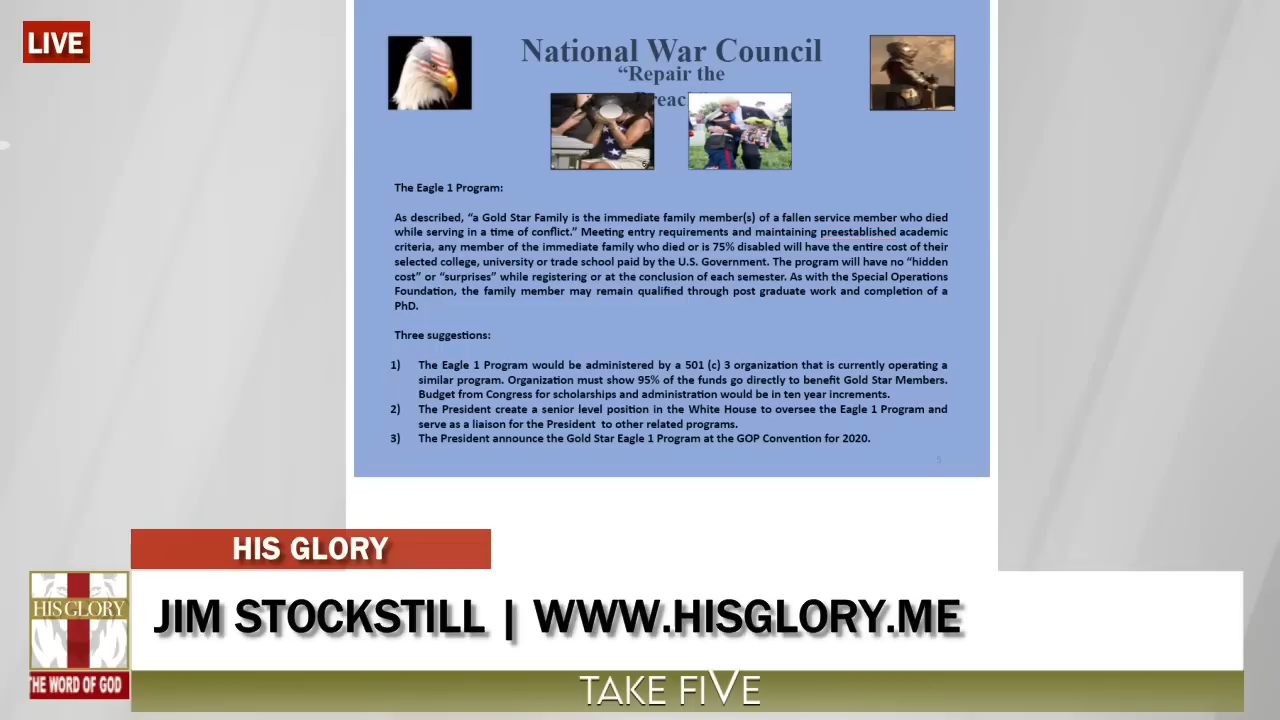 LIVE
National War Council
“Repair the
The Eagle 1 Program:
As described, “a Gold Star Family is the immediate family member(s) of a fallen service member who died
while serving in a time of conflict.” Meeting entry requirements and maintaining preestablished academic
criteria, any member of the immediate family who died or is 75% disabled will have the entire cost of their
selected college, university or trade school paid by the U.S. Government. The program will have no “hidden
cost” or “surprises” while registering or at the conclusion of each semester. As with the Special Operations
Foundation, the family member may remain qualified through post graduate work and completion of a
PhD.
Three suggestions:
1) The Eagle 1 Program would be administered by a 501 (c) 3 organization that is currently operating a
similar program. Organization must show 95% of the funds go directly to benefit Gold Star Members.
Budget from Congress for scholarships and administration would be in ten year increments.
2) The President create a senior level position in the White House to oversee the Eagle 1 Program and
serve as a liaison for the President to other related programs.
3) The President announce the Gold Star Eagle 1 Program at the GOP Convention for 2020.
5
HIS GLORY
JIM STOCKSTILL | WWW.HISGLORY.ME
HIS GLORY
THE WORD OF GOD
TAKE FIVE